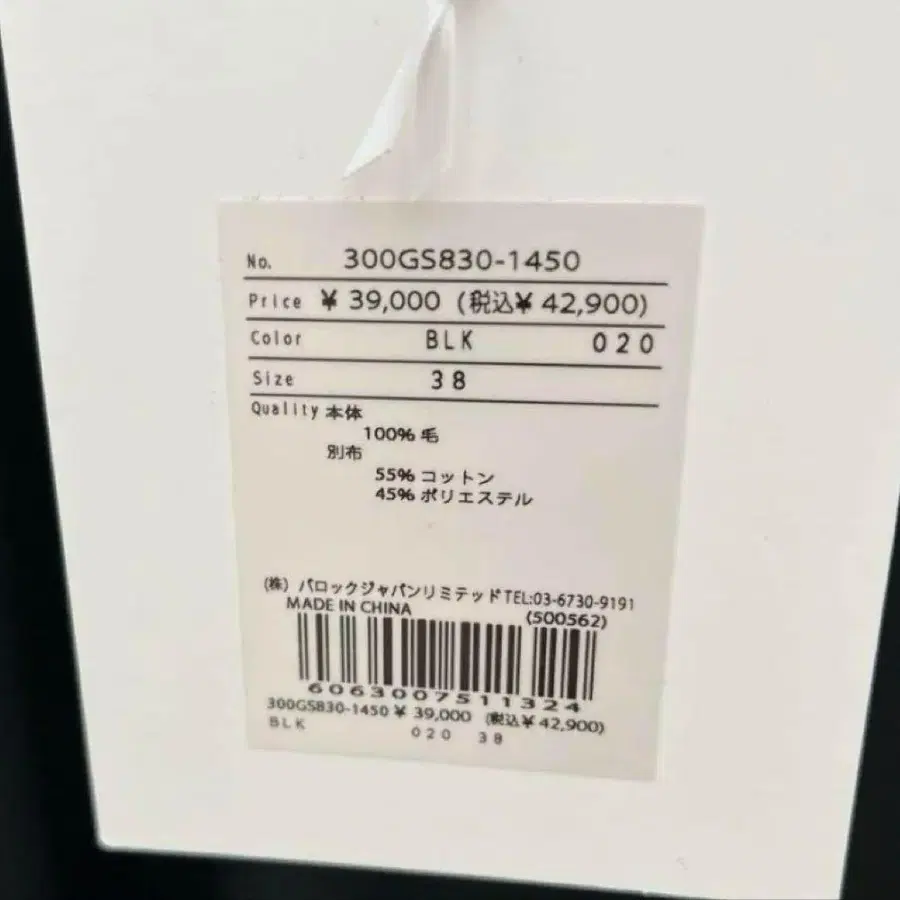 No. 300GS830-1450
Price ¥ 39,000 (税込¥ 42,900)
Color BLK 020
Size 38
Quality 本体
100% 毛
別布
55% コットン
45% ポリエステル
(株) バロックジャパンリミテッドTEL:03-6730-9191
MADE IN CHINA (500562)
6063007511324
300GS830-1450 ¥ 39,000 (税込¥ 42,900)
BLK 020 38